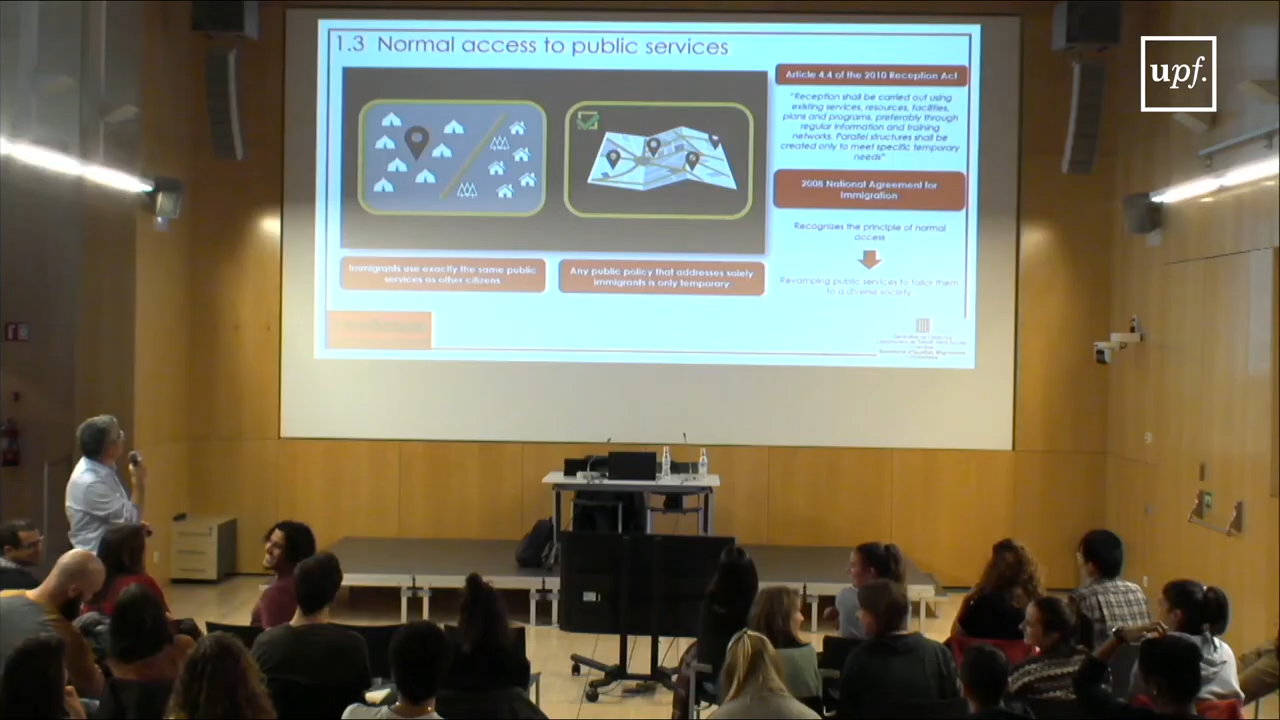 1.3 Normal access to public services
upf.
Article 4.4 of the 2010 Reception Act
"Reception shall be carried out using
existing services, resources, facilities,
plans and programs, preferably through
regular information and training
networks. Parallel structures shall be
created only to meet specific temporary
needs"
2008 National Agreement for
Immigration
Recognizes the principle of normal
access
Revamping public services to tailor them
to a diverse society
Immigrants use exactly the same public
services as other citizens
Any public policy that addresses solely
immigrants is only temporary